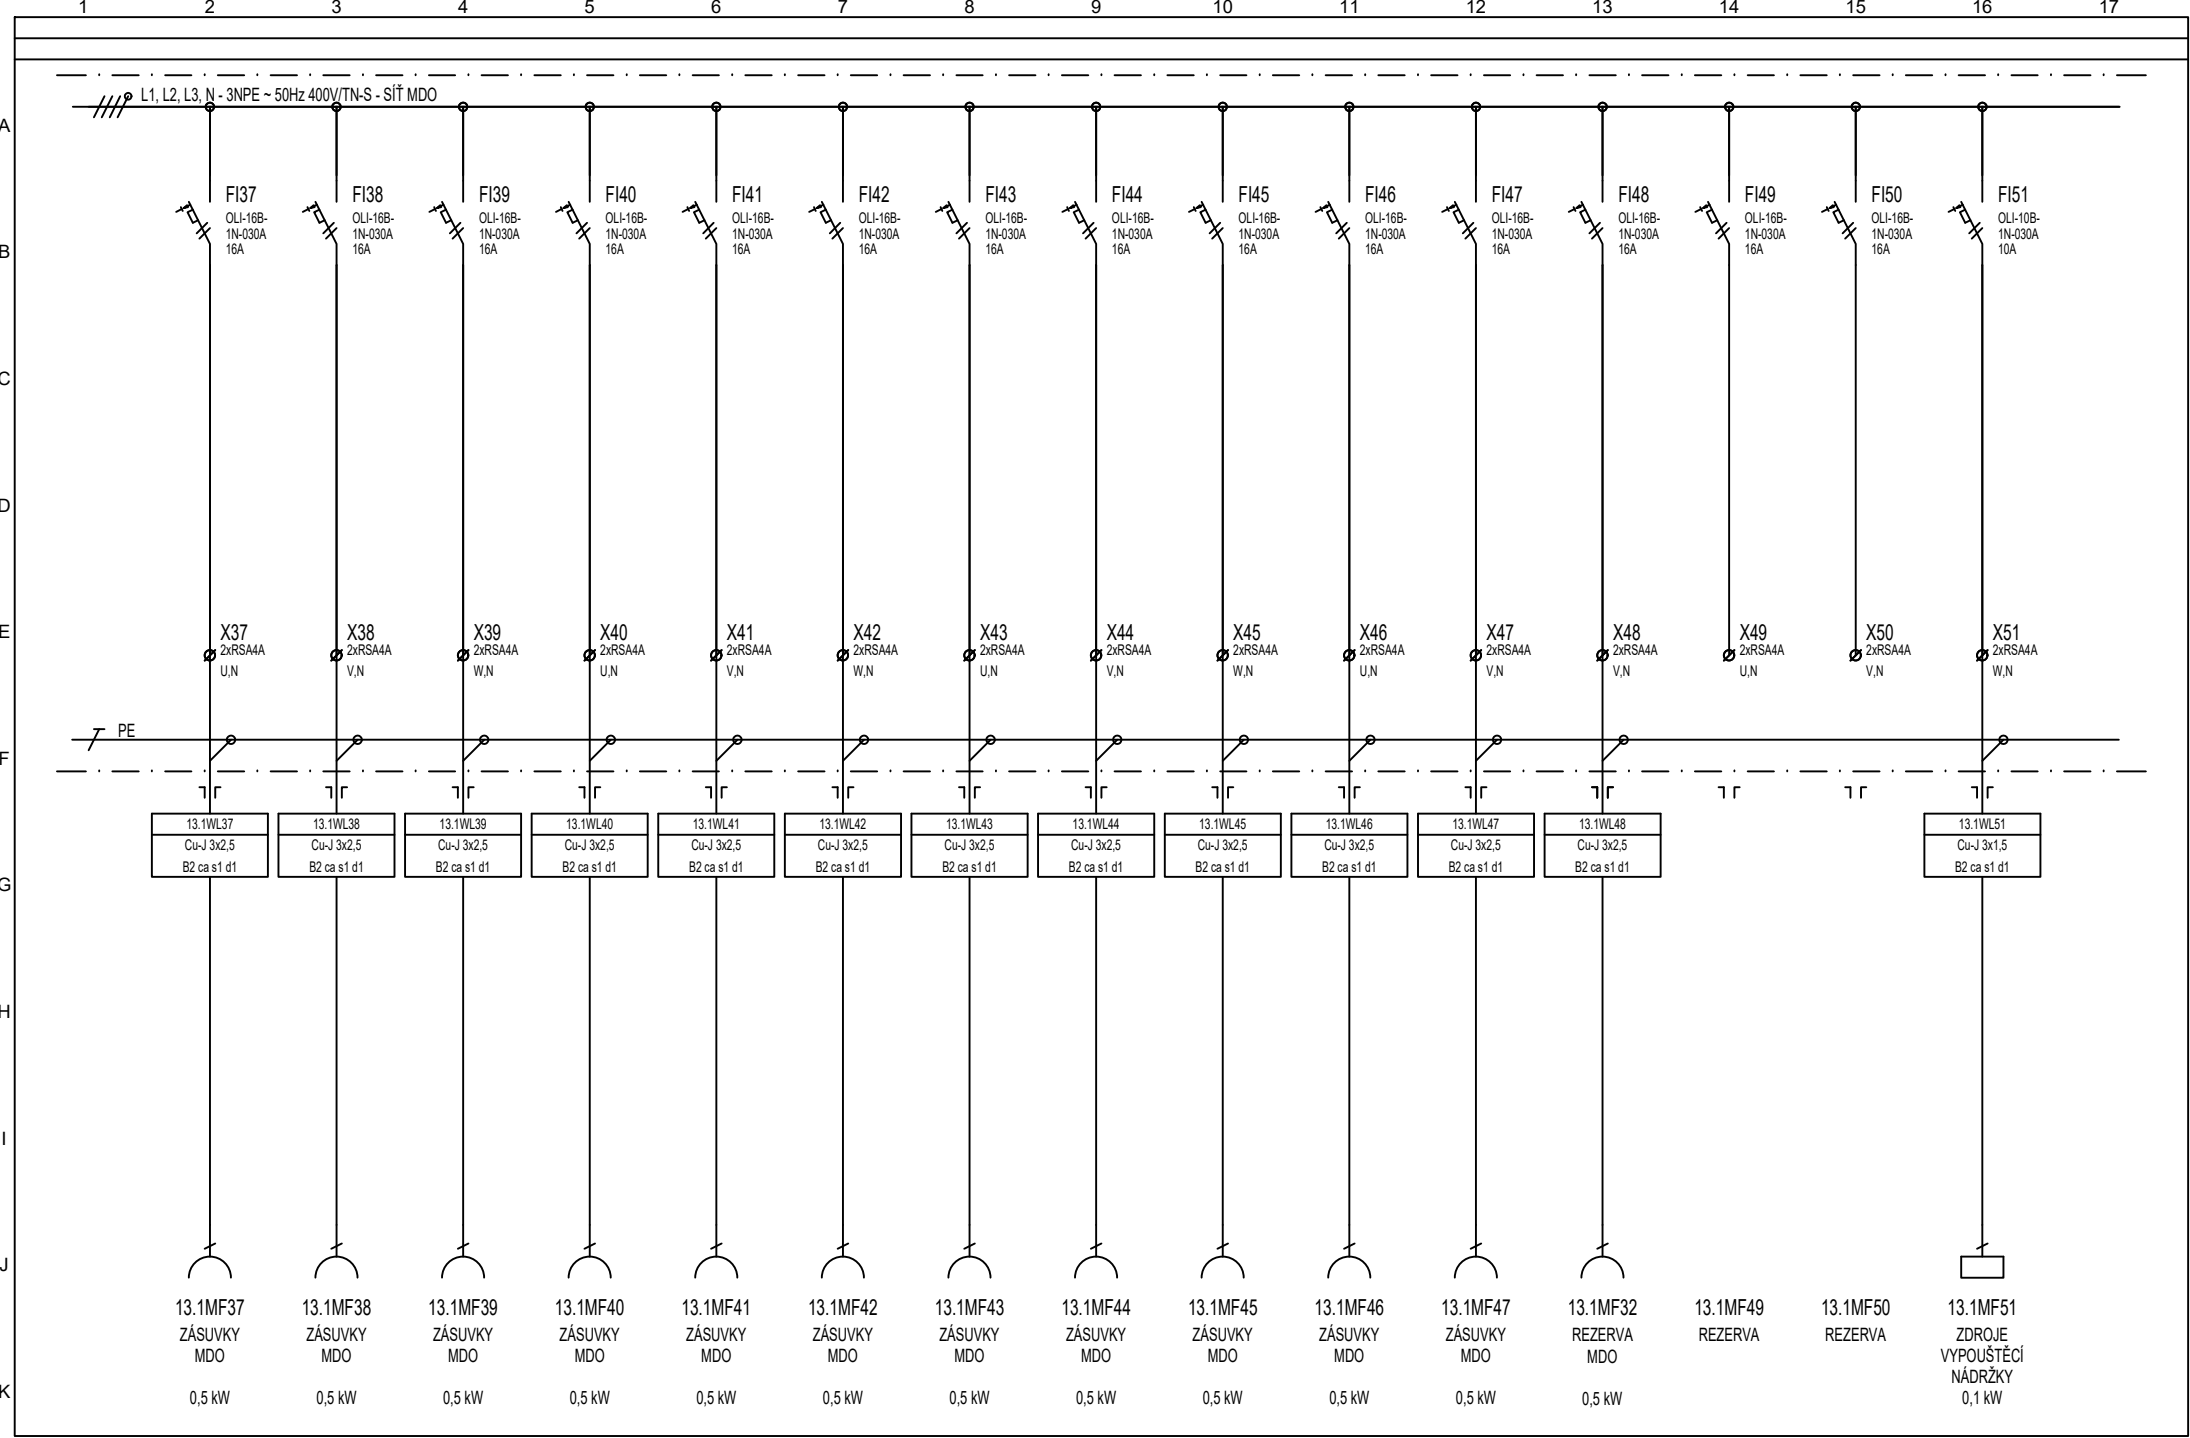 1 2 3 4 5 6 7 8 9 10 11 12 13 14 15 16 17
L1, L2, L3, N - 3NPE ~ 50Hz 400V/TN-S - SÍŤ MDO
A
FI37 FI38 FI39 FI40 FI41 FI42 FI43 FI44 FI45 FI46 FI47 FI48 FI49 FI50 FI51
OLI-16B- OLI-16B- OLI-16B- OLI-16B- OLI-16B- OLI-16B- OLI-16B- OLI-16B- OLI-16B- OLI-16B- OLI-16B- OLI-16B- OLI-16B- OLI-16B- OLI-10B-
1N-030A 1N-030A 1N-030A 1N-030A 1N-030A 1N-030A 1N-030A 1N-030A 1N-030A 1N-030A 1N-030A 1N-030A 1N-030A 1N-030A 1N-030A
16A 16A 16A 16A 16A 16A 16A 16A 16A 16A 16A 16A 16A 16A 10A
B
C
D
E
X37 X38 X39 X40 X41 X42 X43 X44 X45 X46 X47 X48 X49 X50 X51
2xRSA4A 2xRSA4A 2xRSA4A 2xRSA4A 2xRSA4A 2xRSA4A 2xRSA4A 2xRSA4A 2xRSA4A 2xRSA4A 2xRSA4A 2xRSA4A 2xRSA4A 2xRSA4A 2xRSA4A
U,N V,N W,N U,N V,N W,N U,N V,N W,N U,N V,N V,N U,N V,N W,N
PE
F
13.1WL37 13.1WL38 13.1WL39 13.1WL40 13.1WL41 13.1WL42 13.1WL43 13.1WL44 13.1WL45 13.1WL46 13.1WL47 13.1WL48 13.1WL51
Cu-J 3x2,5 Cu-J 3x2,5 Cu-J 3x2,5 Cu-J 3x2,5 Cu-J 3x2,5 Cu-J 3x2,5 Cu-J 3x2,5 Cu-J 3x2,5 Cu-J 3x2,5 Cu-J 3x2,5 Cu-J 3x2,5 Cu-J 3x2,5 Cu-J 3x1,5
B2 ca s1 d1 B2 ca s1 d1 B2 ca s1 d1 B2 ca s1 d1 B2 ca s1 d1 B2 ca s1 d1 B2 ca s1 d1 B2 ca s1 d1 B2 ca s1 d1 B2 ca s1 d1 B2 ca s1 d1 B2 ca s1 d1 B2 ca s1 d1
G
H
I
J
13.1MF37 13.1MF38 13.1MF39 13.1MF40 13.1MF41 13.1MF42 13.1MF43 13.1MF44 13.1MF45 13.1MF46 13.1MF47 13.1MF32 13.1MF49 13.1MF50 13.1MF51
ZÁSUVKY ZÁSUVKY ZÁSUVKY ZÁSUVKY ZÁSUVKY ZÁSUVKY ZÁSUVKY ZÁSUVKY ZÁSUVKY ZÁSUVKY ZÁSUVKY REZERVA REZERVA REZERVA ZDROJE
MDO MDO MDO MDO MDO MDO MDO MDO MDO MDO MDO MDO VYPOUŠTĚCÍ
NÁDRŽKY
K
0,5 kW 0,5 kW 0,5 kW 0,5 kW 0,5 kW 0,5 kW 0,5 kW 0,5 kW 0,5 kW 0,5 kW 0,5 kW 0,5 kW 0,1 kW